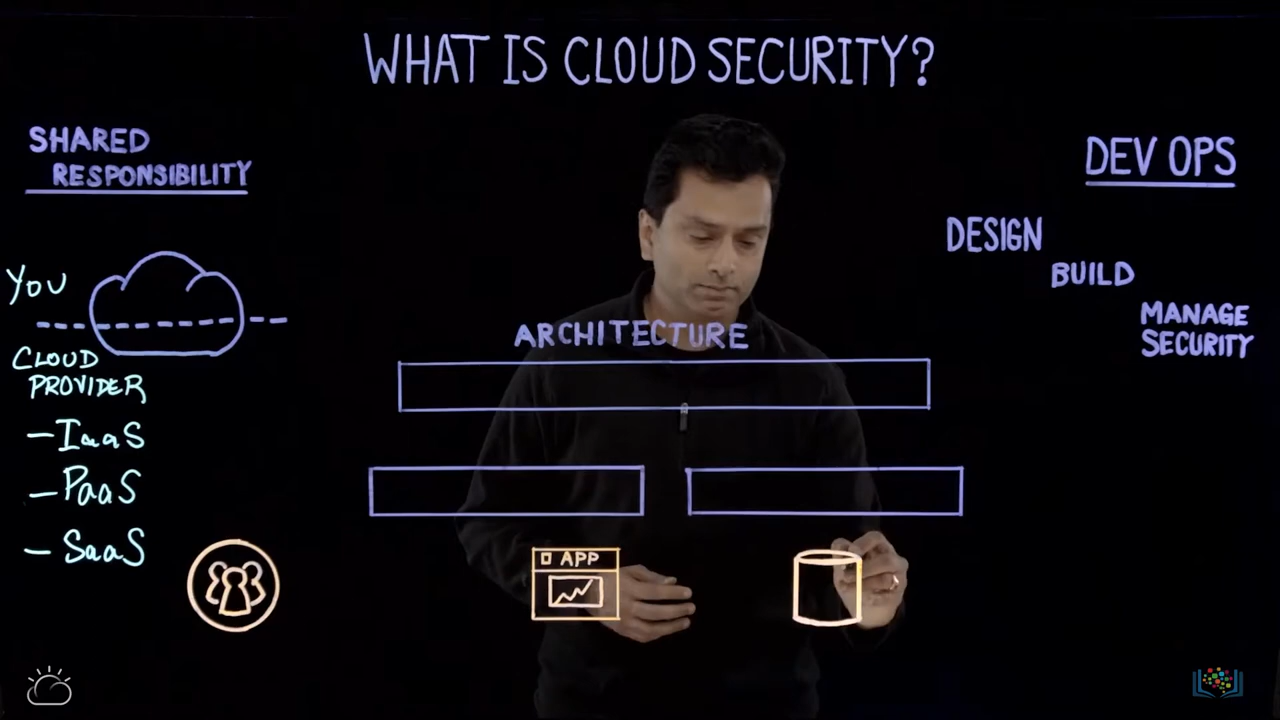 WHAT IS CLOUD SECURITY?
SHARED
RESPONSIBILITY
YOU
CLOUD
PROVIDER
- IaaS
- PaaS
- SaaS
ARCHITECTURE
APP
DEV OPS
DESIGN
BUILD
MANAGE
SECURITY